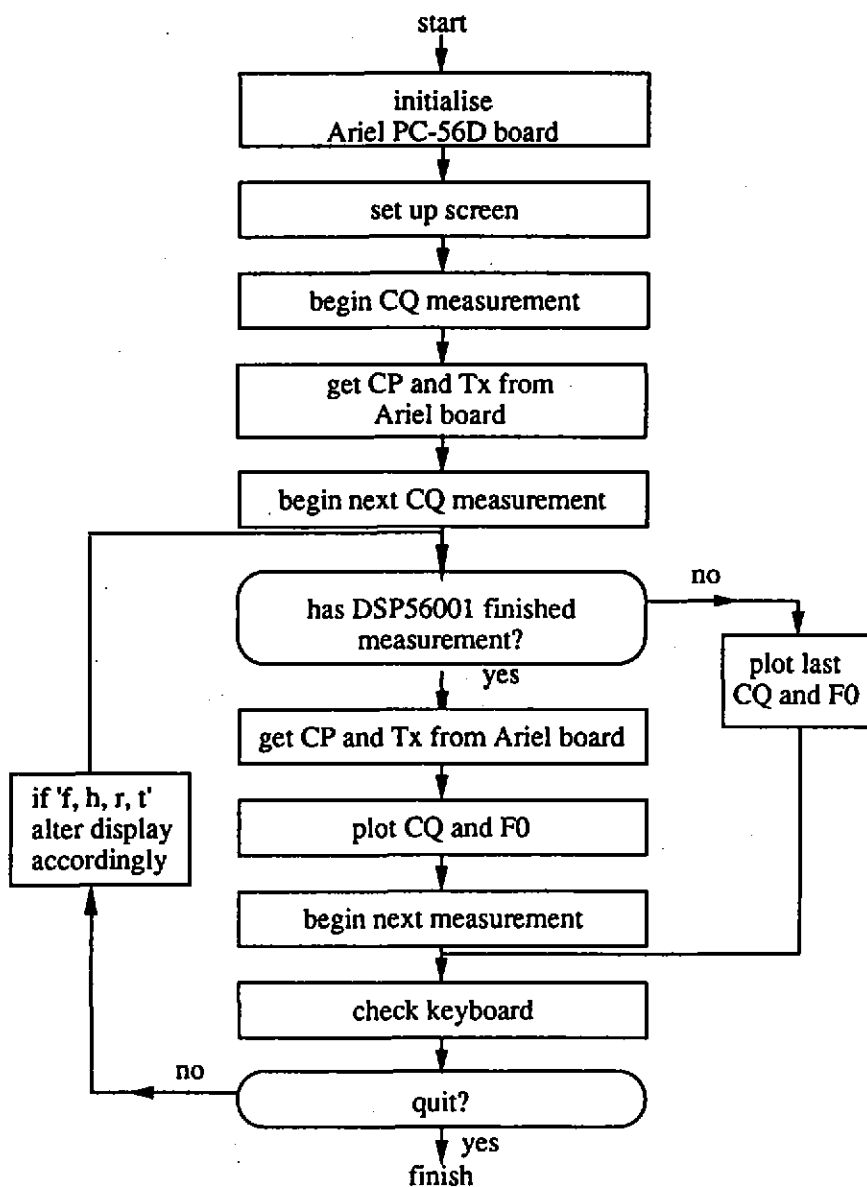 start
initialise
Ariel PC-56D board
set up screen
begin CQ measurement
get CP and Tx from
Ariel board
begin next CQ measurement
has DSP56001 finished
measurement?
no
yes
plot last
CQ and F0
get CP and Tx from Ariel board
if 'f, h, r, t'
alter display
accordingly
plot CQ and F0
begin next measurement
check keyboard
no
quit?
yes
finish